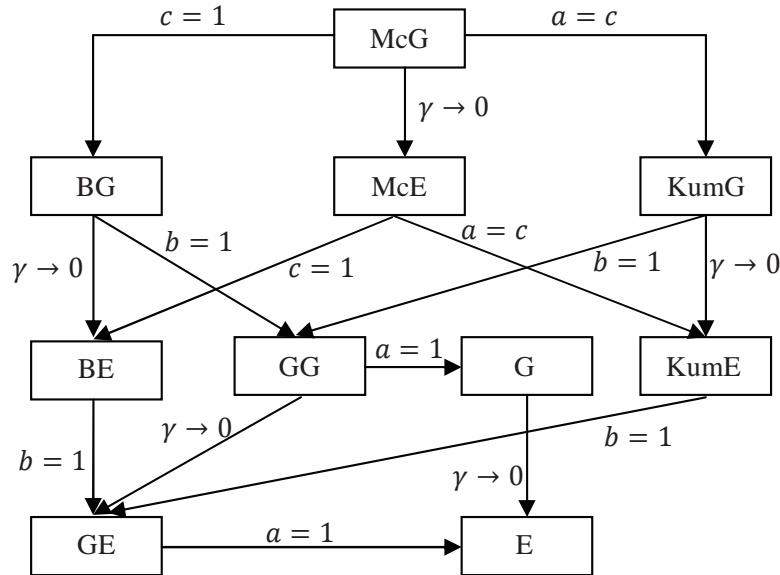 c = 1
McG
a = c
γ → 0
BG
McE
KumG
γ → 0
b = 1
c = 1
a = c
b = 1
γ → 0
BE
GG
a = 1
G
KumE
b = 1
γ → 0
γ → 0
b = 1
GE
a = 1
E